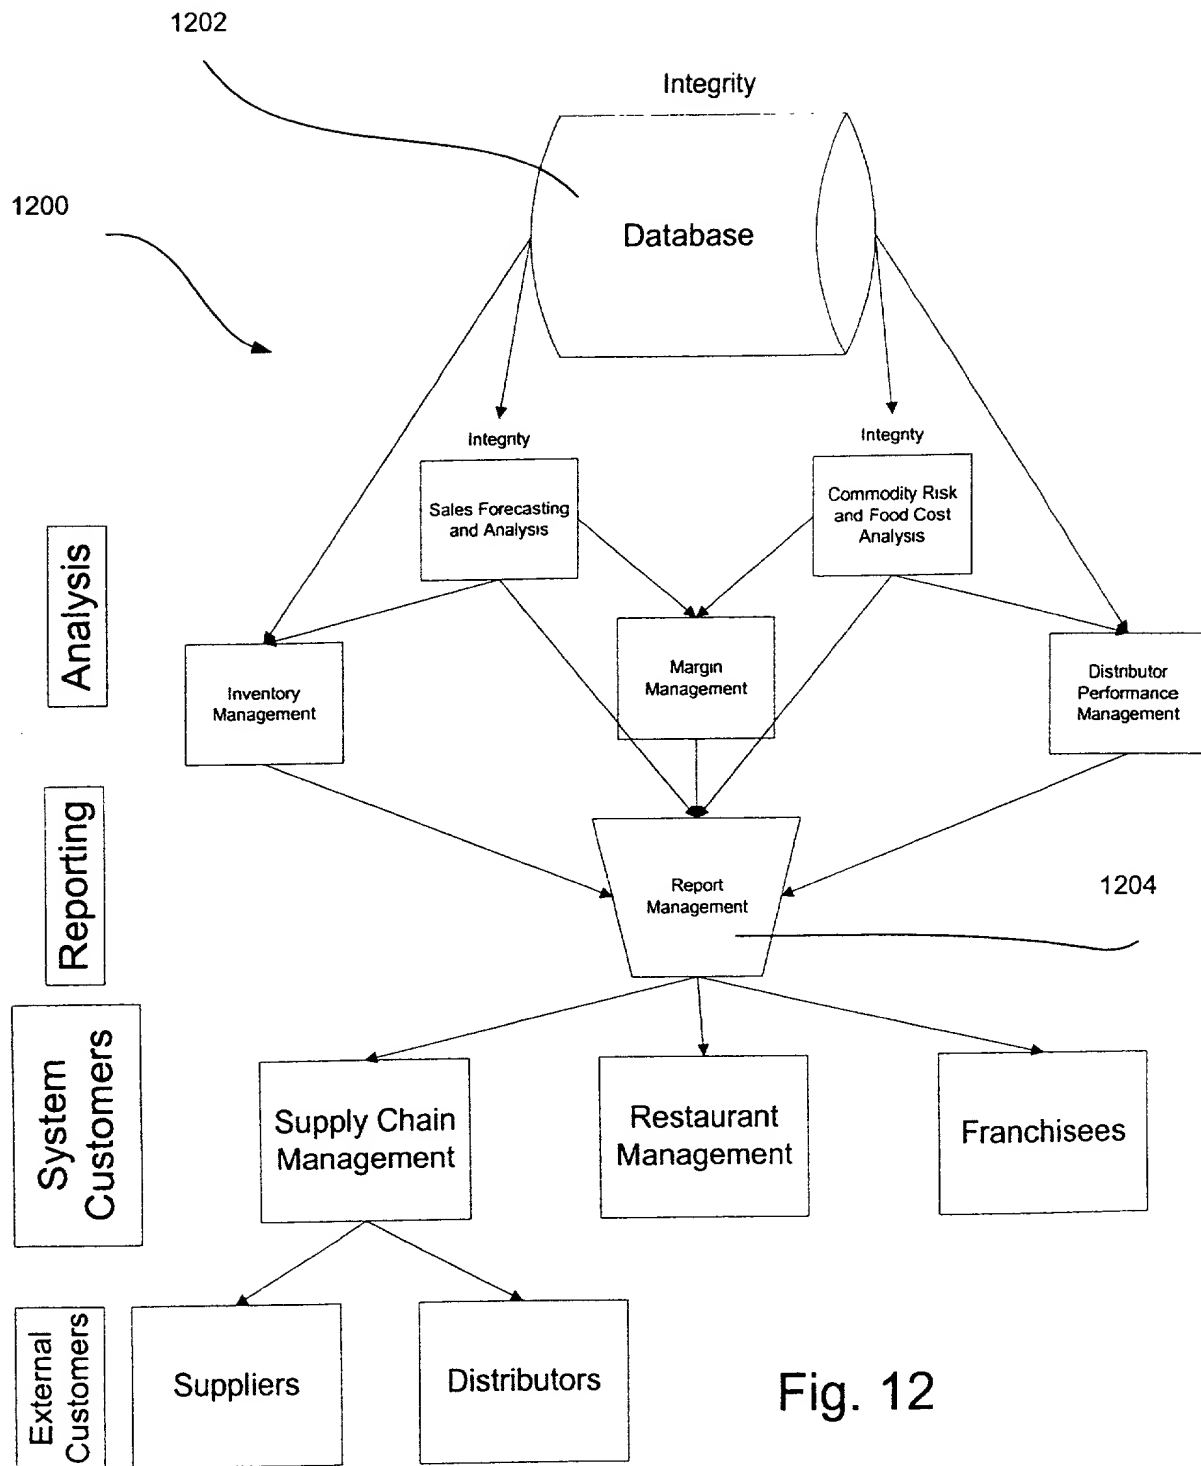 1202
Integrity
1200
Database
Integrity
Integrity
Sales Forecasting
and Analysis
Commodity Risk
and Food Cost
Analysis
Analysis
Inventory
Management
Margin
Management
Distributor
Performance
Management
Reporting
Report
Management
1204
System
Customers
Supply Chain
Management
Restaurant
Management
Franchisees
External
Customers
Suppliers
Distributors
Fig. 12